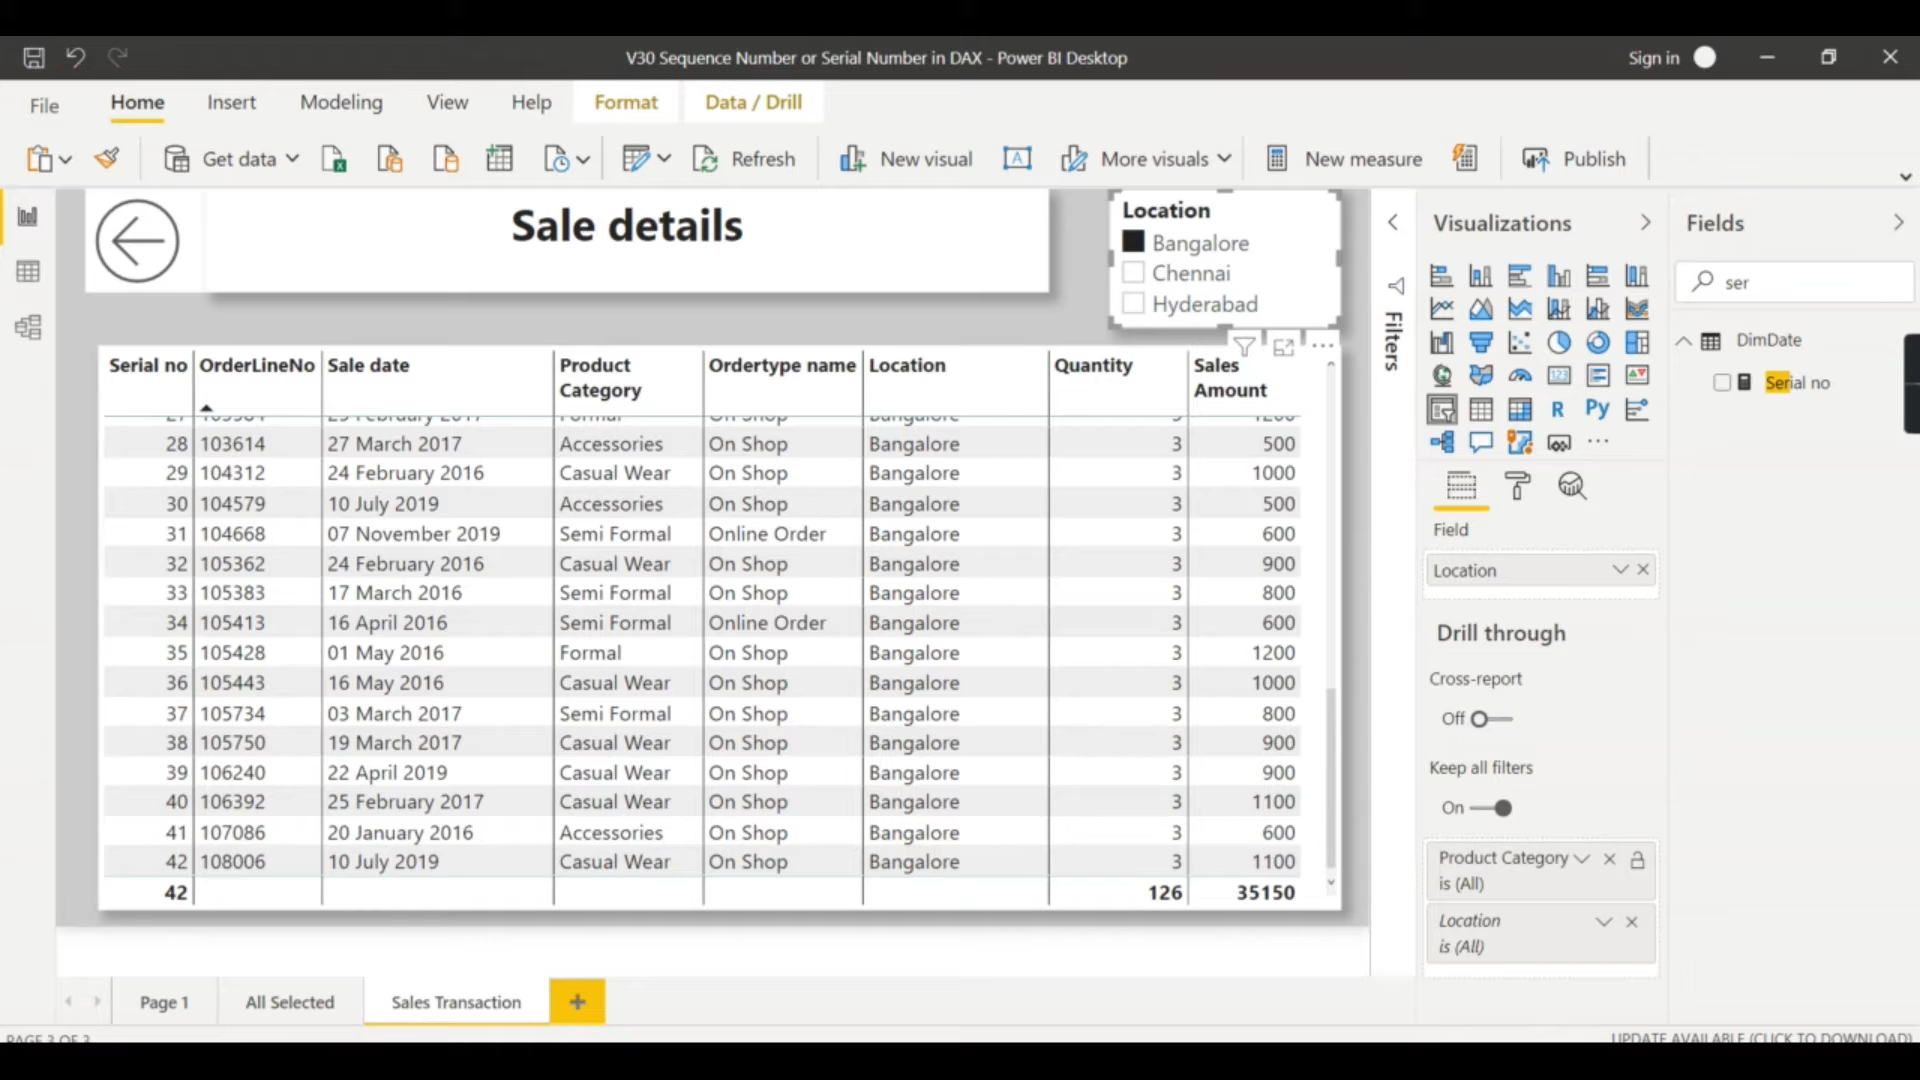 V30 Sequence Number or Serial Number in DAX - Power BI Desktop
Sign in
File Home Insert Modeling View Help Format Data / Drill
Get data Refresh New visual More visuals New measure Publish
Sale details
Location
Bangalore
Chennai
Hyderabad
Serial no OrderLineNo Sale date Product Category Ordertype name Location Quantity Sales Amount
28 103614 27 March 2017 Accessories On Shop Bangalore 3 500
29 104312 24 February 2016 Casual Wear On Shop Bangalore 3 1000
30 104579 10 July 2019 Accessories On Shop Bangalore 3 500
31 104668 07 November 2019 Semi Formal Online Order Bangalore 3 600
32 105362 24 February 2016 Casual Wear On Shop Bangalore 3 900
33 105383 17 March 2016 Semi Formal On Shop Bangalore 3 800
34 105413 16 April 2016 Semi Formal Online Order Bangalore 3 600
35 105428 01 May 2016 Formal On Shop Bangalore 3 1200
36 105443 16 May 2016 Casual Wear On Shop Bangalore 3 1000
37 105734 03 March 2017 Semi Formal On Shop Bangalore 3 800
38 105750 19 March 2017 Casual Wear On Shop Bangalore 3 900
39 106240 22 April 2019 Casual Wear On Shop Bangalore 3 900
40 106392 25 February 2017 Casual Wear On Shop Bangalore 3 1100
41 107086 20 January 2016 Accessories On Shop Bangalore 3 600
42 108006 10 July 2019 Casual Wear On Shop Bangalore 3 1100
42 126 35150
Filters
Visualizations
R Py
Field
Location
Drill through
Cross-report
Off
Keep all filters
On
Product Category
is (All)
Location
is (All)
Fields
ser
DimDate
Serial no
Page 1 All Selected Sales Transaction
PAGE 3 OF 3
UPDATE AVAILABLE (CLICK TO DOWNLOAD)